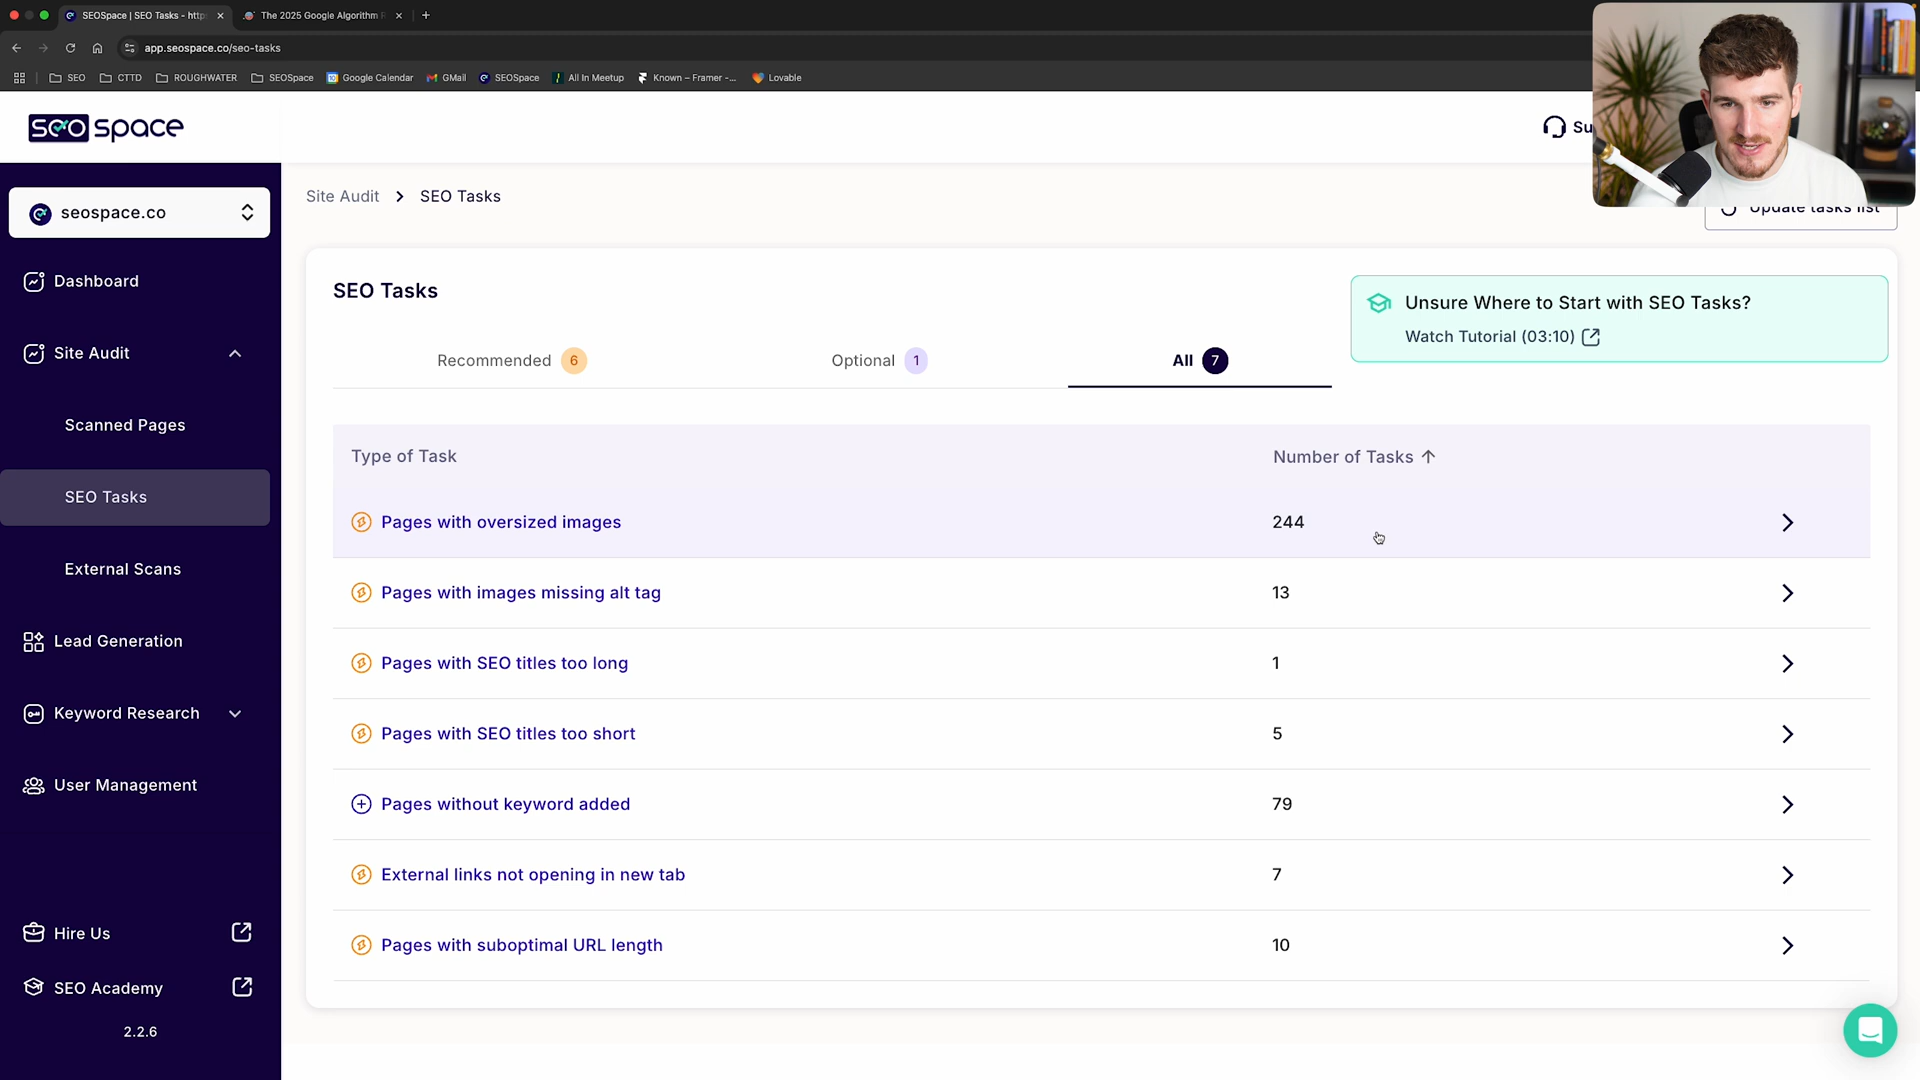 SEOSpace | SEO Tasks - http
The 2025 Google Algorithm
app.seospace.co/seo-tasks
SEO
CTTD
ROUGHWATER
SEOSpace
Google Calendar
GMail
SEOSpace
All In Meetup
Known – Framer -...
Lovable
seo space
Su
seospace.co
Site Audit > SEO Tasks
Update tasks list
Dashboard
Site Audit
Scanned Pages
SEO Tasks
External Scans
Lead Generation
Keyword Research
User Management
Hire Us
SEO Academy
2.2.6
SEO Tasks
Unsure Where to Start with SEO Tasks?
Watch Tutorial (03:10)
Recommended 6
Optional 1
All 7
Type of Task Number of Tasks
Pages with oversized images 244
Pages with images missing alt tag 13
Pages with SEO titles too long 1
Pages with SEO titles too short 5
Pages without keyword added 79
External links not opening in new tab 7
Pages with suboptimal URL length 10